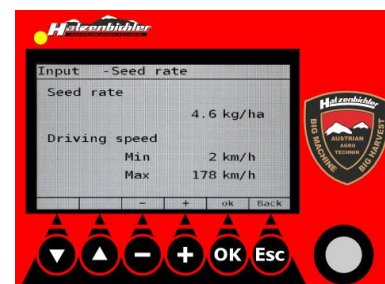 Hatzenbichler
Input -Seed rate
Seed rate
4.6 kg/ha
Driving speed
Min 2 km/h
Max 178 km/h
- + ok Back
OK Esc
Hatzenbichler
BIG MACHINE
AUSTRIAN
AGRO
TECHNIK
BIG HARVEST